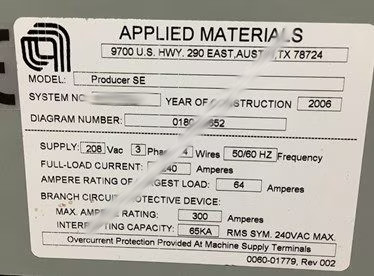 APPLIED MATERIALS
9700 U.S. HWY. 290 EAST, AUSTIN, TX 78724
MODEL: Producer SE
SYSTEM NO
YEAR OF CONSTRUCTION 2006
DIAGRAM NUMBER:
SUPPLY: 208 Vac 3 Phase 4 Wires 50/60 HZ Frequency
FULL-LOAD CURRENT: Amperes
AMPERE RATING OF LARGEST LOAD: 64 Amperes
BRANCH CIRCUIT PROTECTIVE DEVICE:
MAX. AMPERE RATING: 300 Amperes
INTERRUPTING CAPACITY: 65KA RMS SYM. 240VAC MAX.
Overcurrent Protection Provided At Machine Supply Terminals
0060-01779, Rev 002